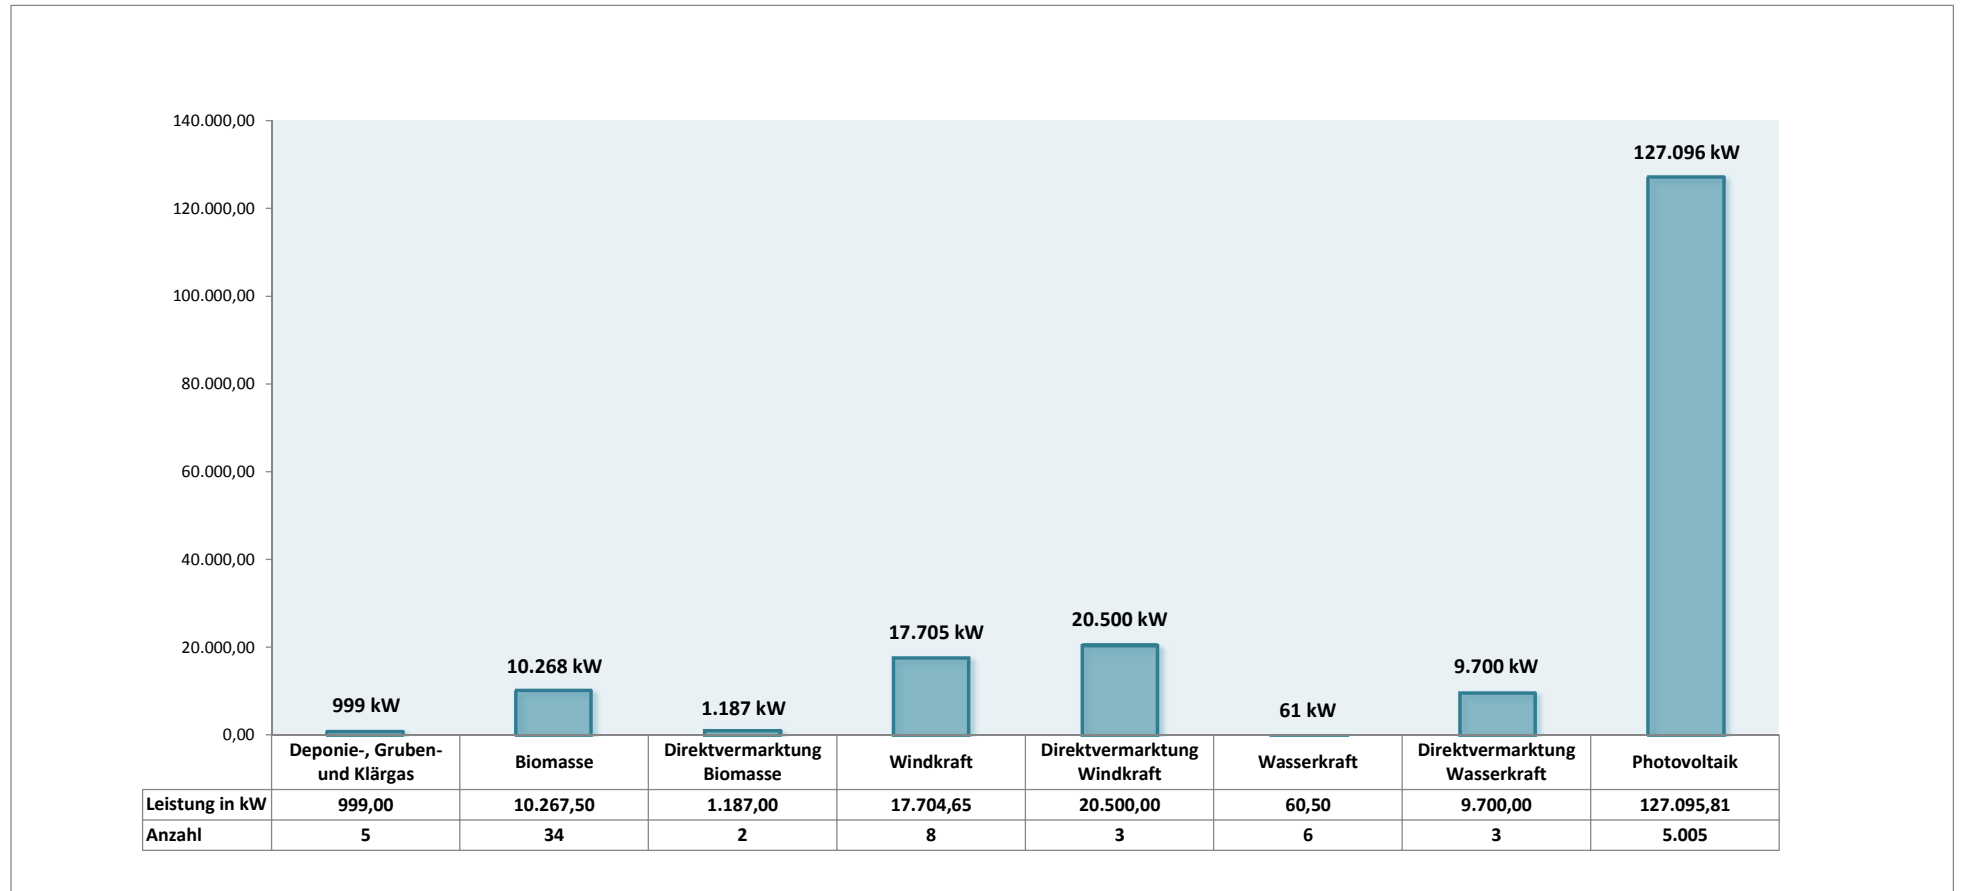 140.000,00
120.000,00
100.000,00
80.000,00
60.000,00
40.000,00
20.000,00
0,00
999 kW
10.268 kW
1.187 kW
17.705 kW
20.500 kW
61 kW
9.700 kW
127.096 kW
Deponie-, Gruben-
und Klärgas
Biomasse
Direktvermarktung
Biomasse
Windkraft
Direktvermarktung
Windkraft
Wasserkraft
Direktvermarktung
Wasserkraft
Photovoltaik
Leistung in kW 999,00 10.267,50 1.187,00 17.704,65 20.500,00 60,50 9.700,00 127.095,81
Anzahl 5 34 2 8 3 6 3 5.005